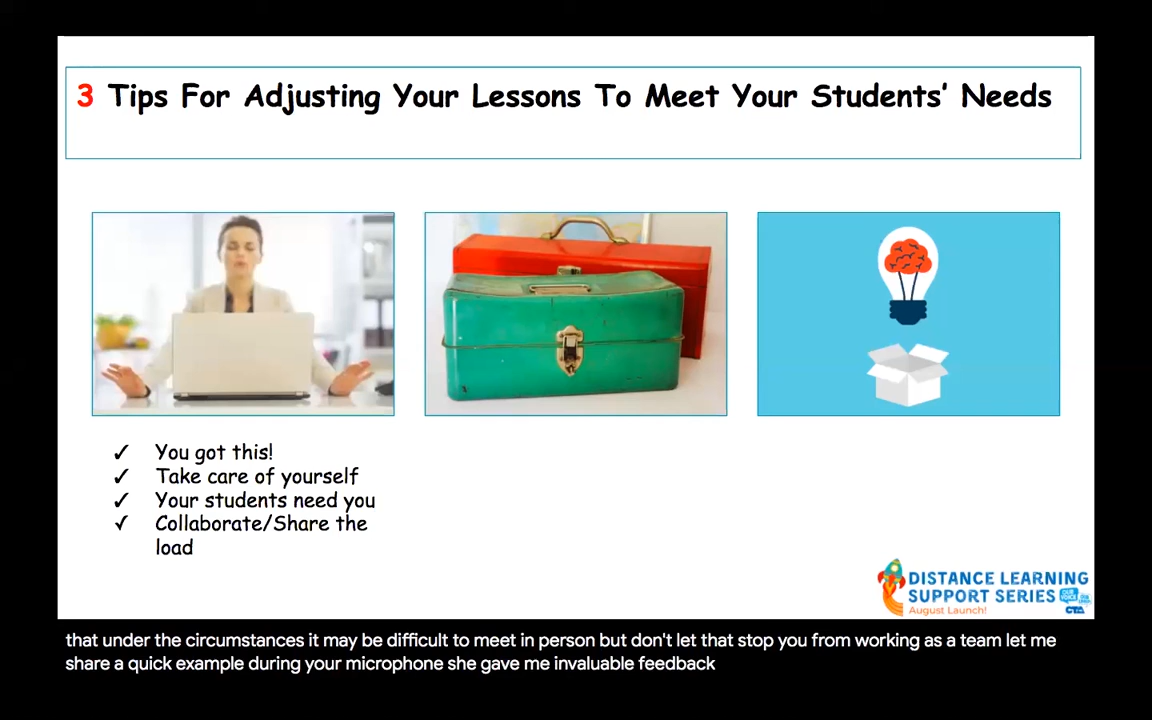 3 Tips For Adjusting Your Lessons To Meet Your Students’ Needs
✓ You got this!
✓ Take care of yourself
✓ Your students need you
✓ Collaborate/Share the
load
DISTANCE LEARNING
SUPPORT SERIES
August Launch!
CTA
that under the circumstances it may be difficult to meet in person but don't let that stop you from working as a team let me
share a quick example during your microphone she gave me invaluable feedback